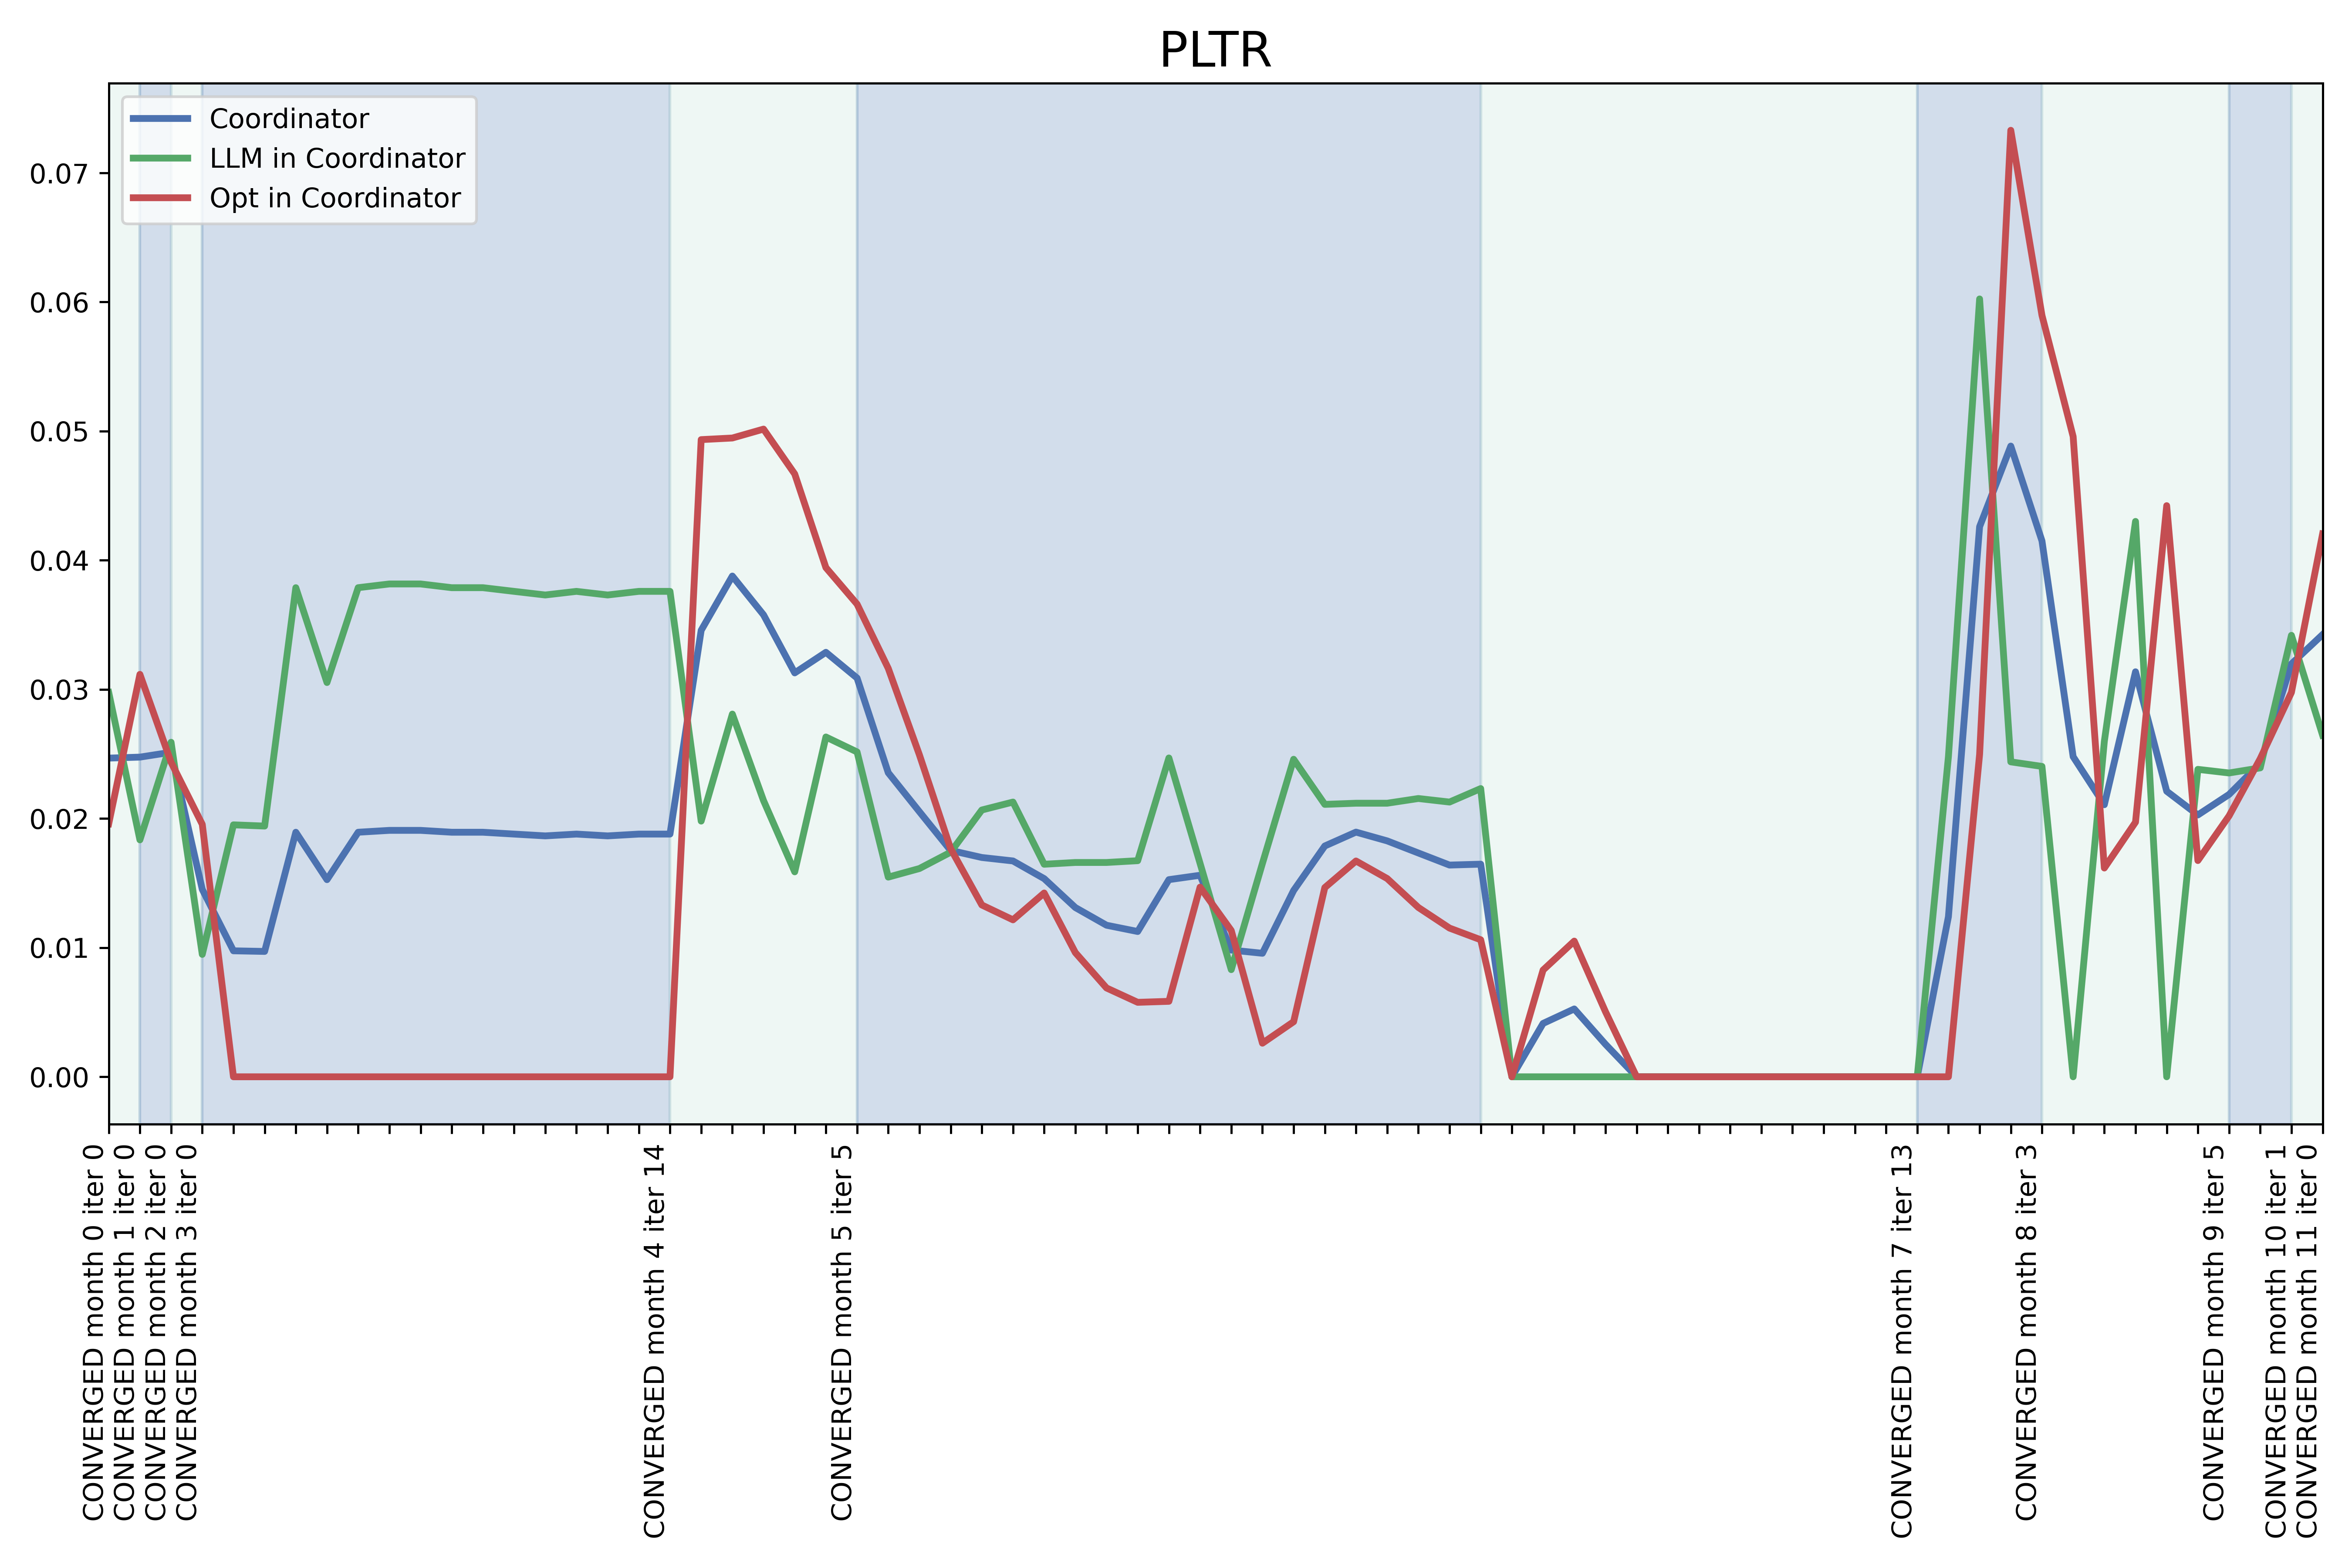 PLTR
Coordinator
LLM in Coordinator
Opt in Coordinator
0.07
0.06
0.05
0.04
0.03
0.02
0.01
0.00
CONVERGED month 0 iter 0
CONVERGED month 1 iter 0
CONVERGED month 2 iter 0
CONVERGED month 3 iter 0
CONVERGED month 4 iter 14
CONVERGED month 5 iter 5
CONVERGED month 7 iter 13
CONVERGED month 8 iter 3
CONVERGED month 9 iter 5
CONVERGED month 10 iter 1
CONVERGED month 11 iter 0